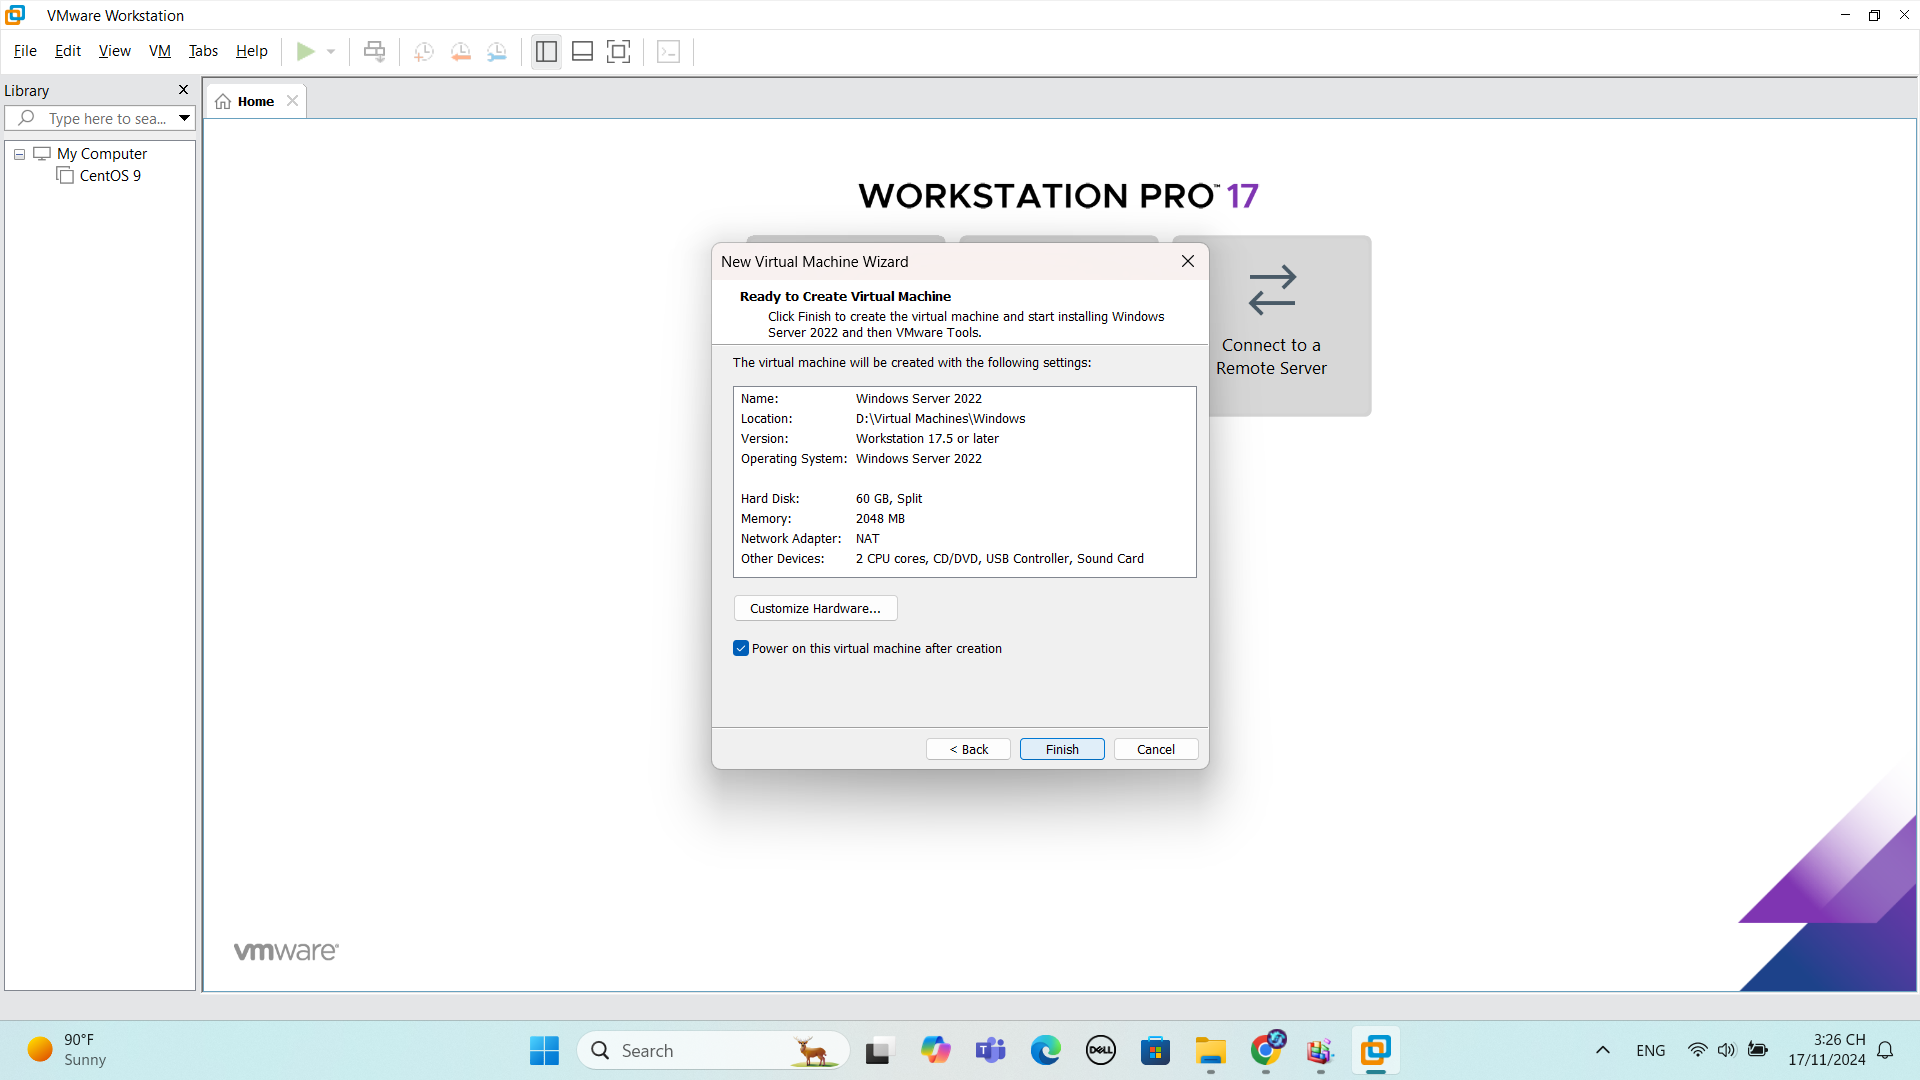 VMware Workstation
File Edit View VM Tabs Help
Library
Type here to sea...
My Computer
CentOS 9
Home
WORKSTATION PRO™ 17
New Virtual Machine Wizard
Ready to Create Virtual Machine
Click Finish to create the virtual machine and start installing Windows
Server 2022 and then VMware Tools.
The virtual machine will be created with the following settings:
Name: Windows Server 2022
Location: D:\Virtual Machines\Windows
Version: Workstation 17.5 or later
Operating System: Windows Server 2022
Hard Disk: 60 GB, Split
Memory: 2048 MB
Network Adapter: NAT
Other Devices: 2 CPU cores, CD/DVD, USB Controller, Sound Card
Customize Hardware...
Power on this virtual machine after creation
< Back
Finish
Cancel
Connect to a
Remote Server
vmware®
90°F
Sunny
Search
DELL
ENG
3:26 CH
17/11/2024